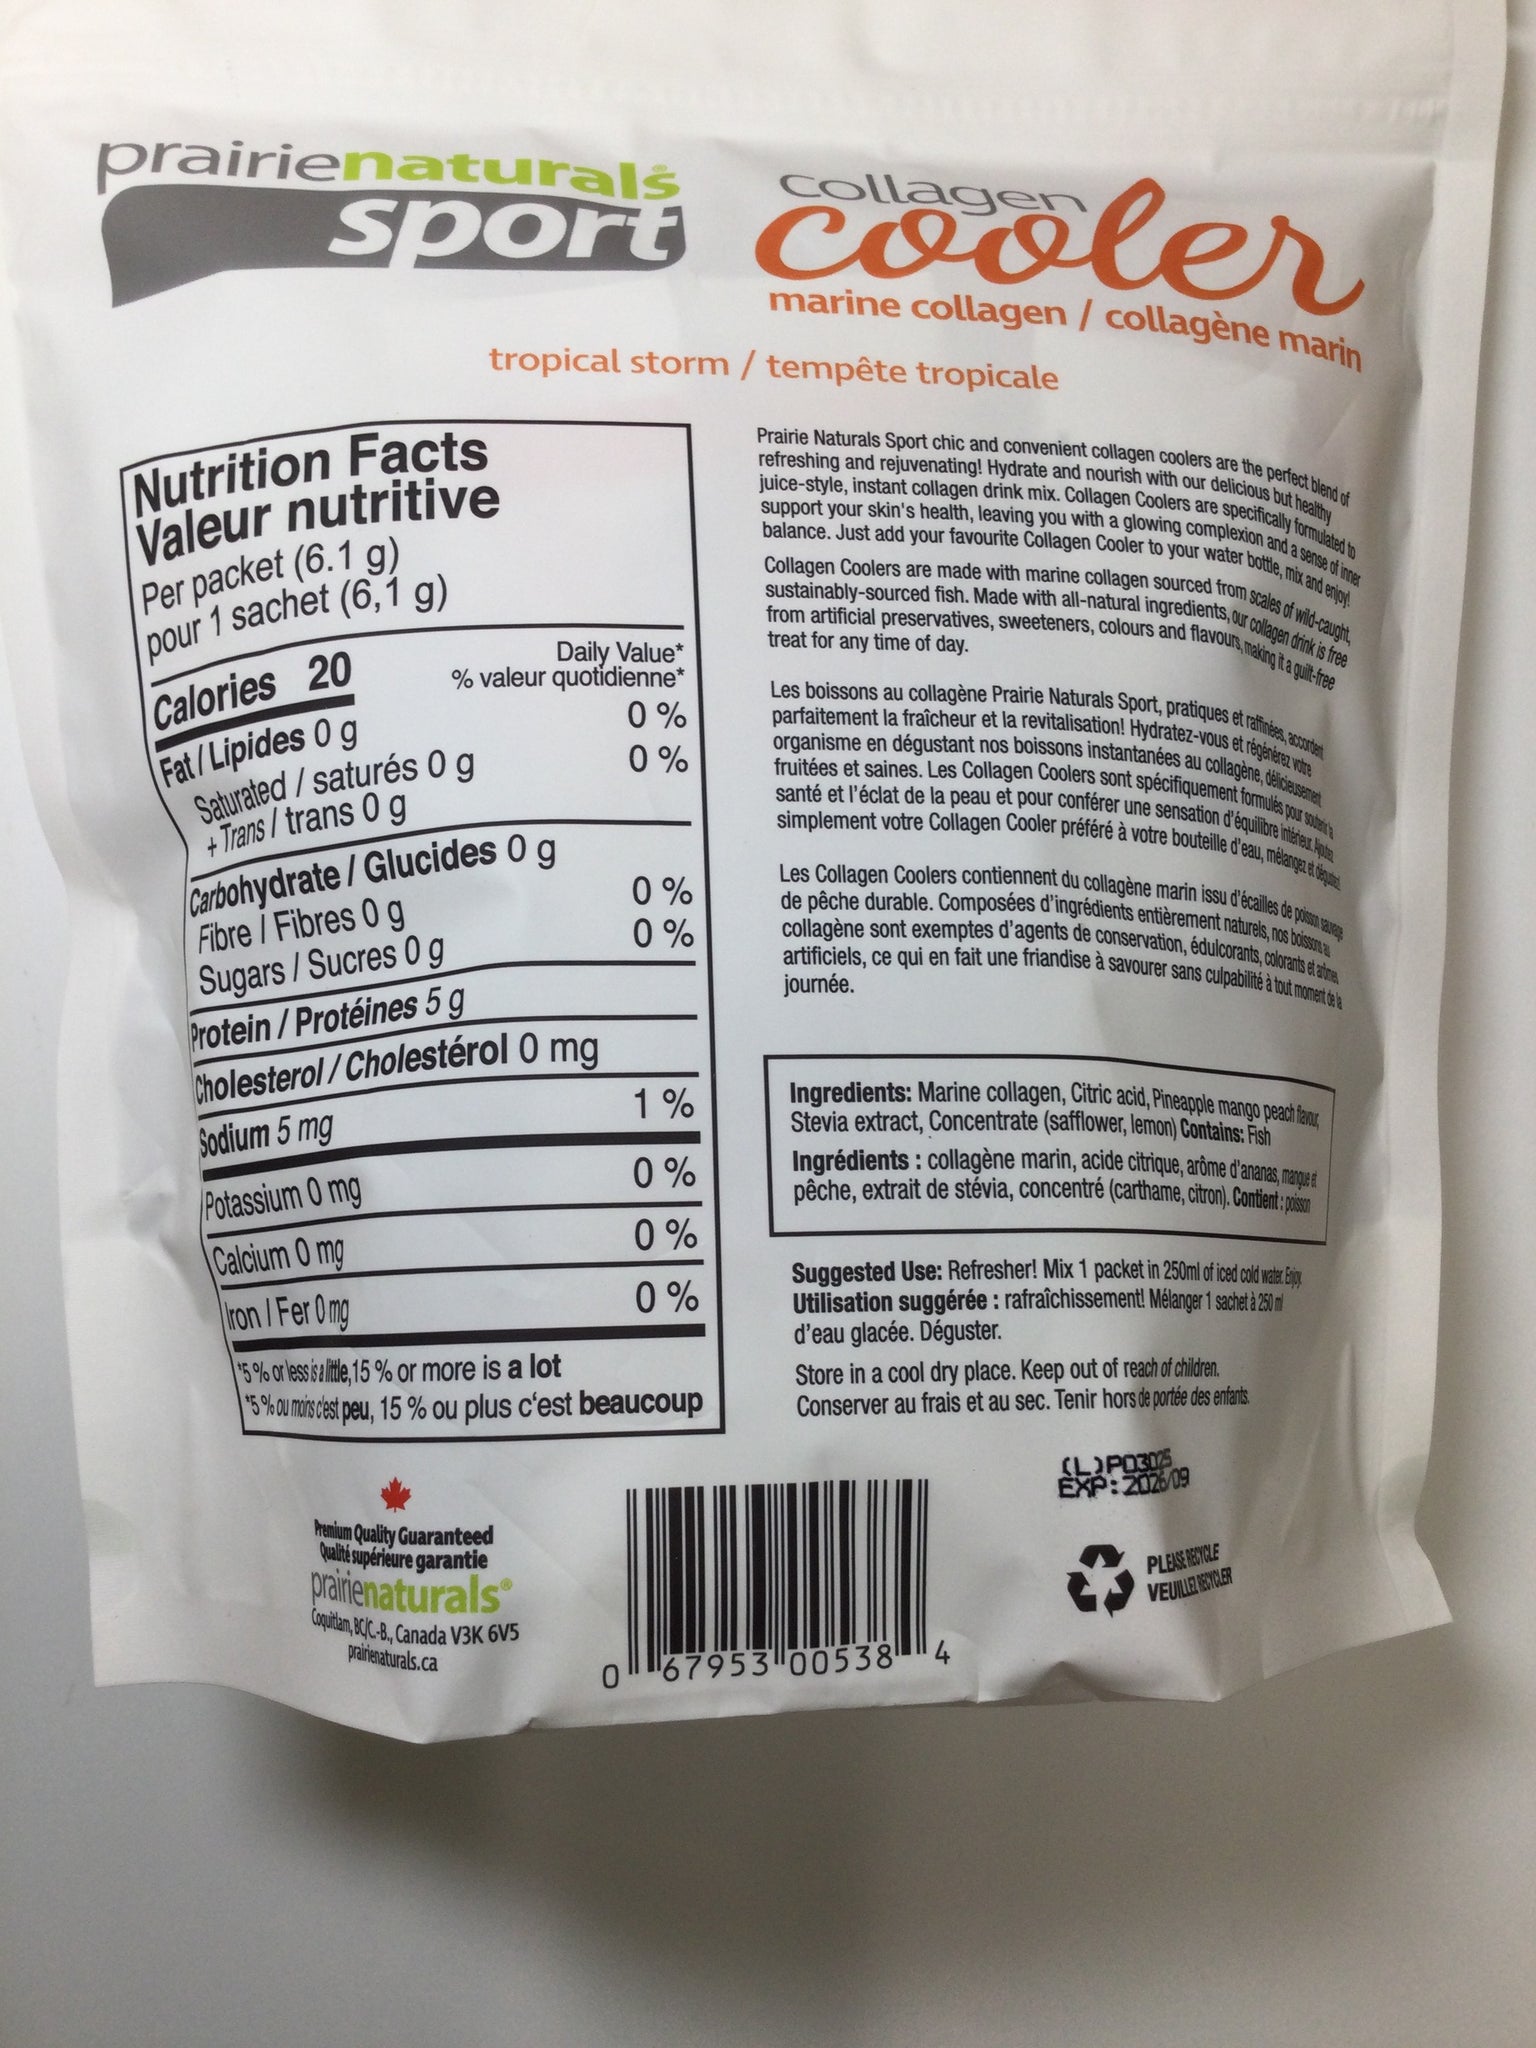 prairienaturals®
sport
collagen
cooler
marine collagen / collagène marin
tropical storm / tempête tropicale
Nutrition Facts
Valeur nutritive
Per packet (6.1 g)
pour 1 sachet (6,1 g)
Calories 20
Daily Value*
% valeur quotidienne*
Fat / Lipides 0 g 0 %
Saturated / saturés 0 g 0 %
+ Trans / trans 0 g
Carbohydrate / Glucides 0 g
Fibre / Fibres 0 g 0 %
Sugars / Sucres 0 g 0 %
Protein / Protéines 5 g
Cholesterol / Cholestérol 0 mg
Sodium 5 mg 1 %
Potassium 0 mg 0 %
Calcium 0 mg 0 %
Iron / Fer 0 mg 0 %
*5 % or less is a little, 15 % or more is a lot
*5 % ou moins c'est peu, 15 % ou plus c'est beaucoup
Prairie Naturals Sport chic and convenient collagen coolers are the perfect blend of
refreshing and rejuvenating! Hydrate and nourish with our delicious but healthy
juice-style, instant collagen drink mix. Collagen Coolers are specifically formulated to
support your skin's health, leaving you with a glowing complexion and a sense of inner
balance. Just add your favourite Collagen Cooler to your water bottle, mix and enjoy!
Collagen Coolers are made with marine collagen sourced from scales of wild-caught,
sustainably-sourced fish. Made with all-natural ingredients, our collagen drink is free
from artificial preservatives, sweeteners, colours and flavours, making it a guilt-free
treat for any time of day.
Les boissons au collagène Prairie Naturals Sport, pratiques et raffinées, accordent
parfaitement la fraîcheur et la revitalisation! Hydratez-vous et régénérez votre
organisme en dégustant nos boissons instantanées au collagène, délicieusement
fruitées et saines. Les Collagen Coolers sont spécifiquement formulés pour soutenir la
santé et l'éclat de la peau et pour conférer une sensation d'équilibre intérieur. Ajoutez
simplement votre Collagen Cooler préféré à votre bouteille d'eau, mélangez et dégustez!
Les Collagen Coolers contiennent du collagène marin issu d'écailles de poisson sauvage
de pêche durable. Composées d'ingrédients entièrement naturels, nos boissons au
collagène sont exemptes d'agents de conservation, édulcorants, colorants et arômes
artificiels, ce qui en fait une friandise à savourer sans culpabilité à tout moment de la
journée.
Ingredients: Marine collagen, Citric acid, Pineapple mango peach flavour,
Stevia extract, Concentrate (safflower, lemon) Contains: Fish
Ingrédients : collagène marin, acide citrique, arôme d'ananas, mangue et
pêche, extrait de stévia, concentré (carthame, citron). Contient : poisson
Suggested Use: Refresher! Mix 1 packet in 250ml of iced cold water. Enjoy.
Utilisation suggérée : rafraîchissement! Mélanger 1 sachet à 250 ml
d'eau glacée. Déguster.
Store in a cool dry place. Keep out of reach of children.
Conserver au frais et au sec. Tenir hors de portée des enfants.
(L)P03025
EXP: 2026/09
PLEASE RECYCLE
VEUILLEZ RECYCLER
Premium Quality Guaranteed
Qualité supérieure garantie
prairienaturals®
Coquitlam, BC/C.-B., Canada V3K 6V5
prairienaturals.ca
0 67953 00538 4